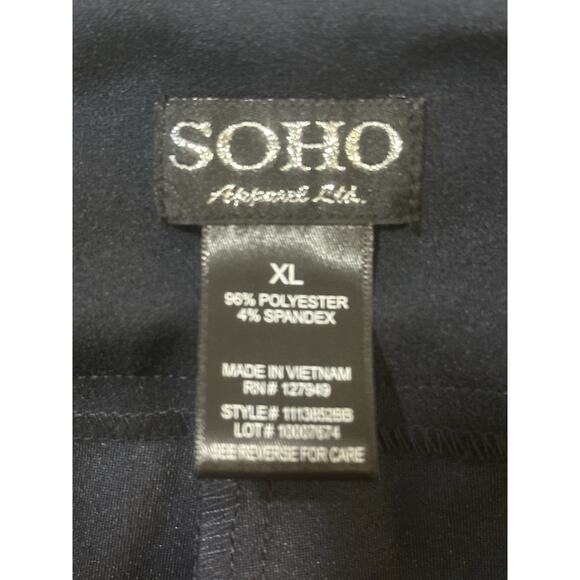 SOHO
Apparel Ltd.
XL
96% POLYESTER
4% SPANDEX
MADE IN VIETNAM
RN# 127949
STYLE# 1113852BB
LOT# 10007674
SEE REVERSE FOR CARE